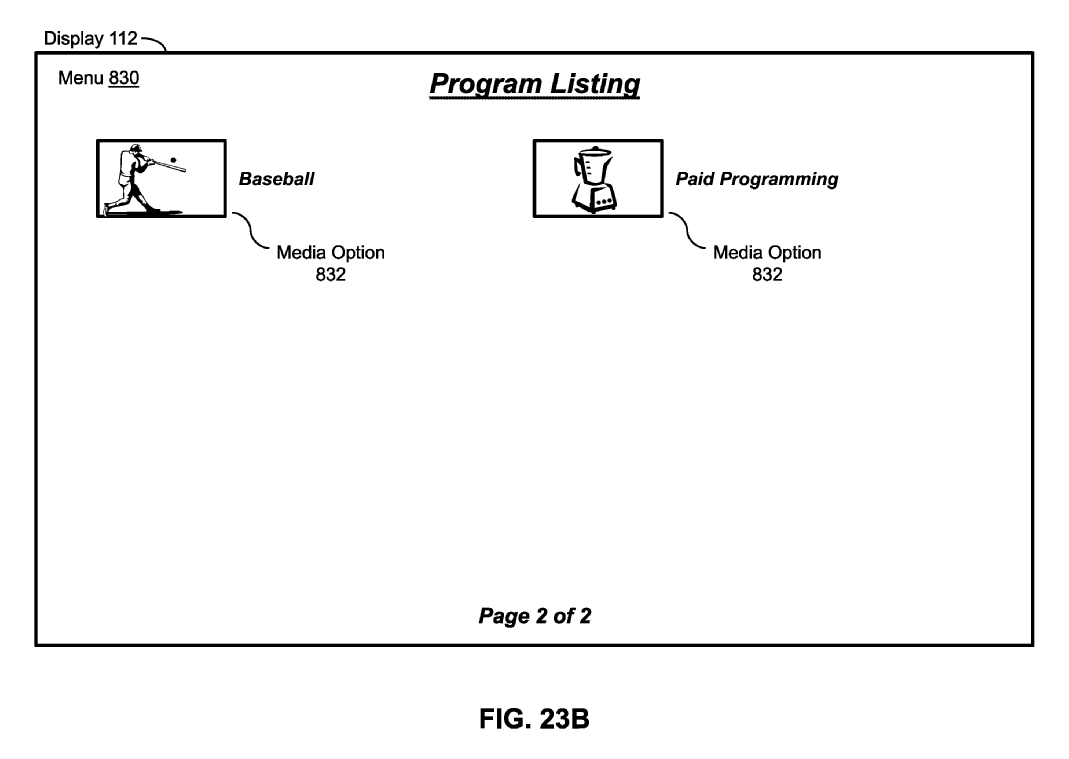 Display 112
Menu 830
Program Listing
Baseball
Paid Programming
Media Option
832
Media Option
832
Page 2 of 2
FIG. 23B